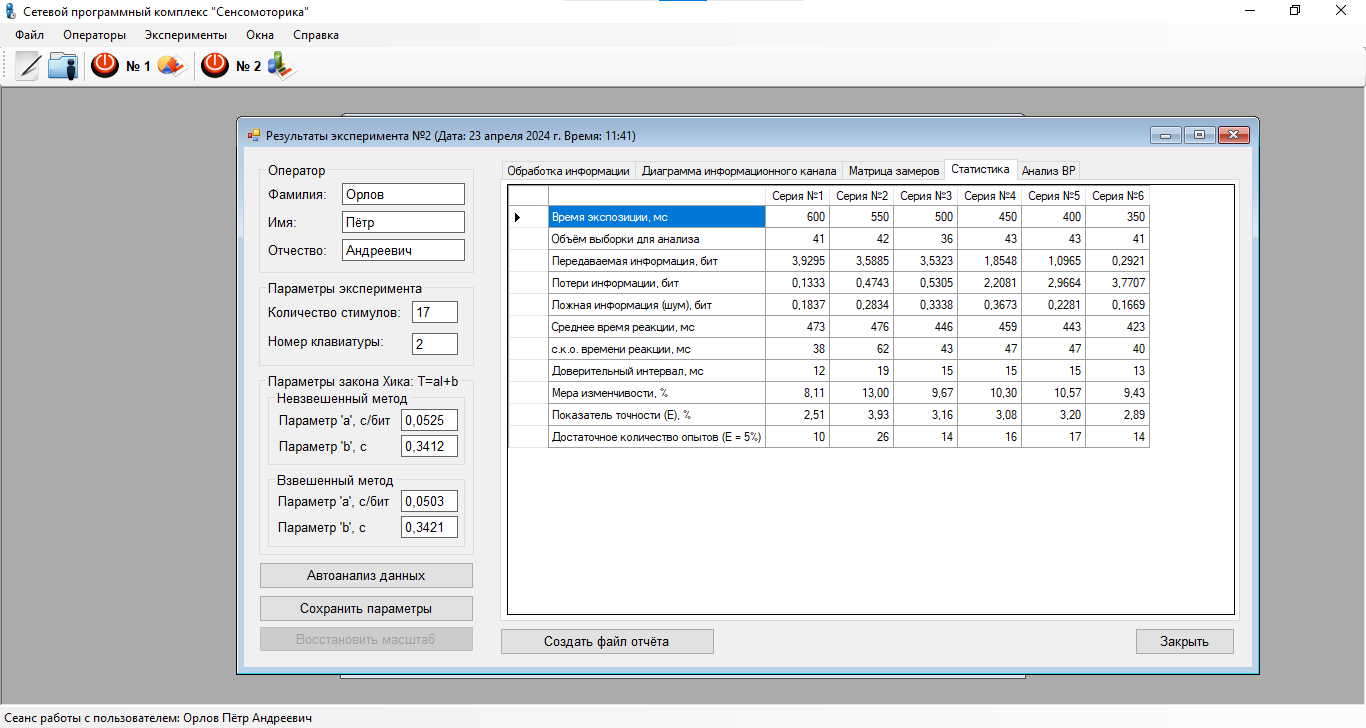 Сетевой программный комплекс "Сенсомоторика"
Файл Операторы Эксперименты Окна Справка
№ 1 № 2
Результаты эксперимента №2 (Дата: 23 апреля 2024 г. Время: 11:41)
Оператор
Фамилия: Орлов
Имя: Пётр
Отчество: Андреевич
Параметры эксперимента
Количество стимулов: 17
Номер клавиатуры: 2
Параметры закона Хика: T=aI+b
Невзвешенный метод
Параметр 'a', с/бит 0,0525
Параметр 'b', с 0,3412
Взвешенный метод
Параметр 'a', с/бит 0,0503
Параметр 'b', с 0,3421
Автоанализ данных
Сохранить параметры
Восстановить масштаб
Обработка информации Диаграмма информационного канала Матрица замеров Статистика Анализ ВР
Серия №1 Серия №2 Серия №3 Серия №4 Серия №5 Серия №6
Время экспозиции, мс 600 550 500 450 400 350
Объём выборки для анализа 41 42 36 43 43 41
Передаваемая информация, бит 3,9295 3,5885 3,5323 1,8548 1,0965 0,2921
Потери информации, бит 0,1333 0,4743 0,5305 2,2081 2,9664 3,7707
Ложная информация (шум), бит 0,1837 0,2834 0,3338 0,3673 0,2281 0,1669
Среднее время реакции, мс 473 476 446 459 443 423
с.к.о. времени реакции, мс 38 62 43 47 47 40
Доверительный интервал, мс 12 19 15 15 15 13
Мера изменчивости, % 8,11 13,00 9,67 10,30 10,57 9,43
Показатель точности (E), % 2,51 3,93 3,16 3,08 3,20 2,89
Достаточное количество опытов (E = 5%) 10 26 14 16 17 14
Создать файл отчёта
Закрыть
Сеанс работы с пользователем: Орлов Пётр Андреевич